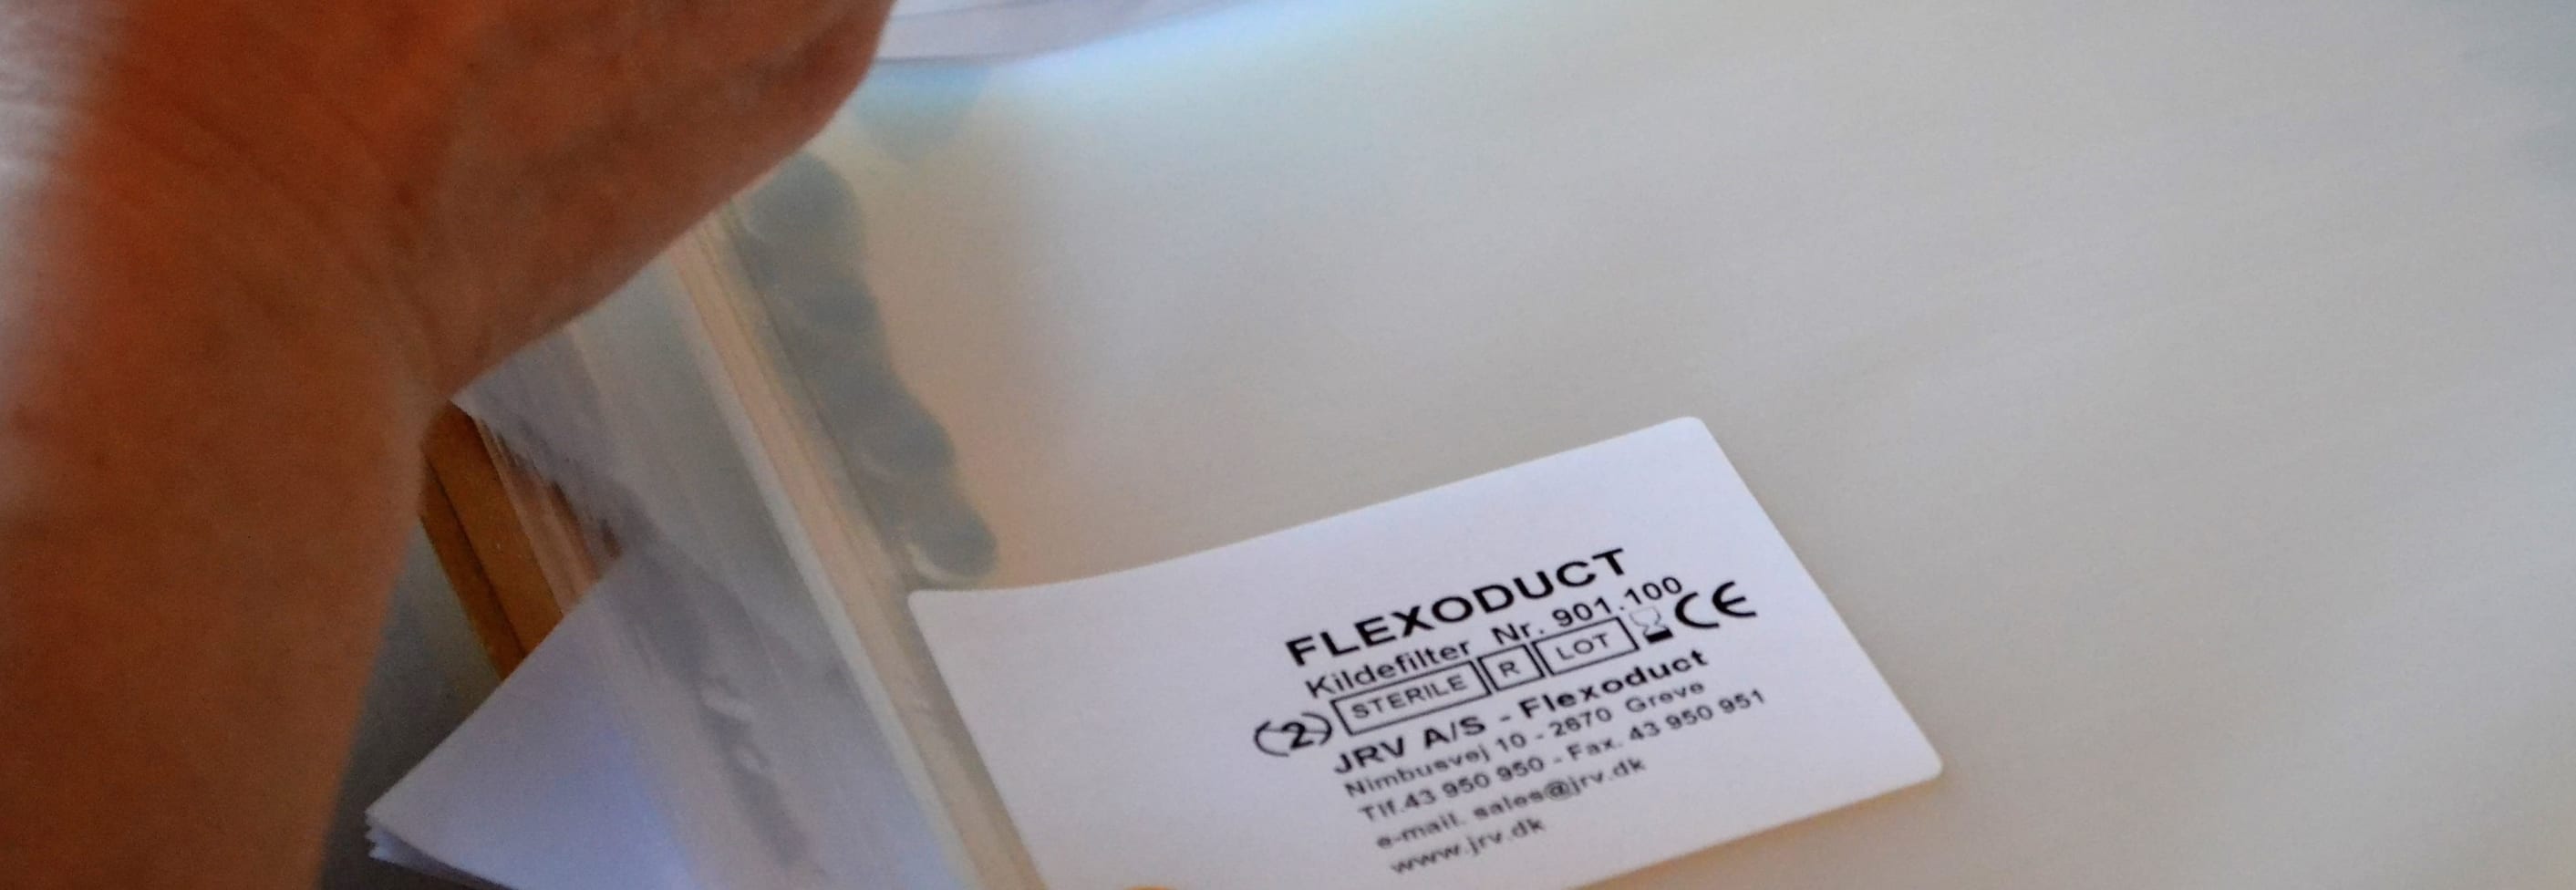 FLEXODUCT
Kildefilter Nr. 901.100
(2) STERILE R LOT CE
JRV A/S - Flexoduct
Nimbusvej 10 - 2670 Greve
Tlf.43 950 950 - Fax. 43 950 951
e-mail. sales@jrv.dk
www.jrv.dk